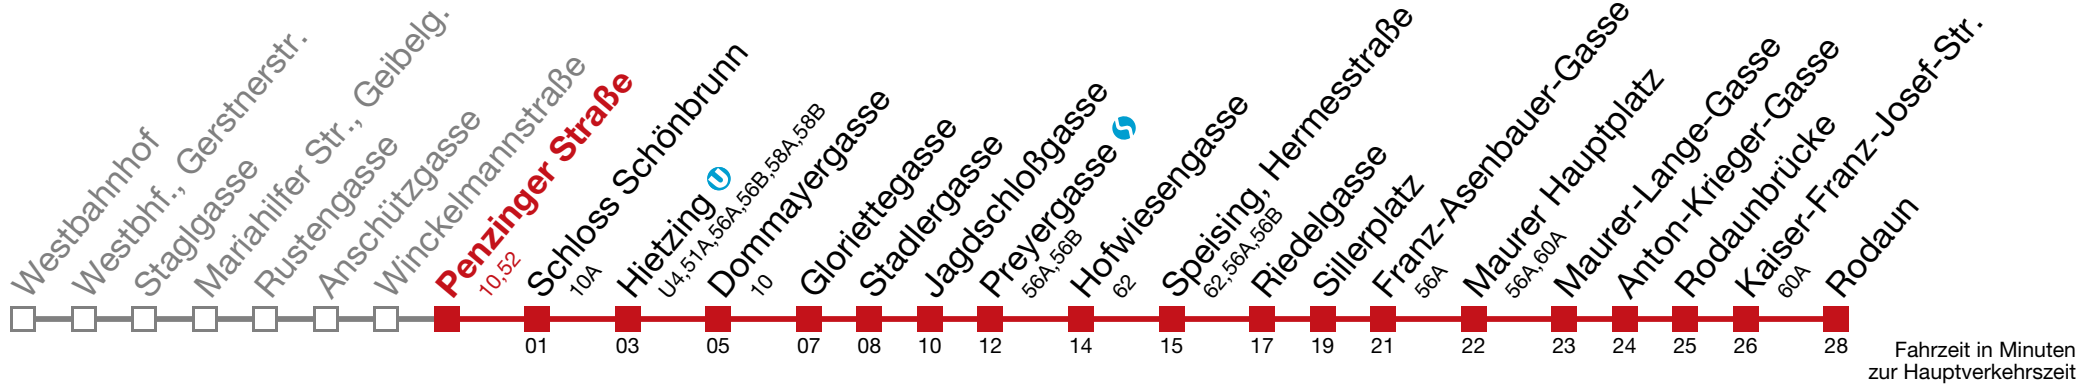 Westbahnhof
Westbhf., Gerstnerstr.
Staglgasse
Mariahilfer Str., Geibelg.
Rustengasse
Anschützgasse
Winckelmannstraße
Penzinger Straße
10,52
Schloss Schönbrunn
10A
Hietzing U
U4,51A,56A,56B,58A,58B
Dommayergasse
10
Gloriettegasse
Stadlergasse
Jagdschloßgasse
Preyergasse
56A,56B
Hofwiesengasse
62
Speising, Hermesstraße
62,56A,56B
Riedelgasse
Sillerplatz
Franz-Asenbauer-Gasse
56A
Maurer Hauptplatz
56A,60A
Maurer-Lange-Gasse
Anton-Krieger-Gasse
Rodaunbrücke
Kaiser-Franz-Josef-Str.
60A
Rodaun
01 03 05 07 08 10 12 14 15 17 19 21 22 23 24 25 26 28
Fahrzeit in Minuten
zur Hauptverkehrszeit